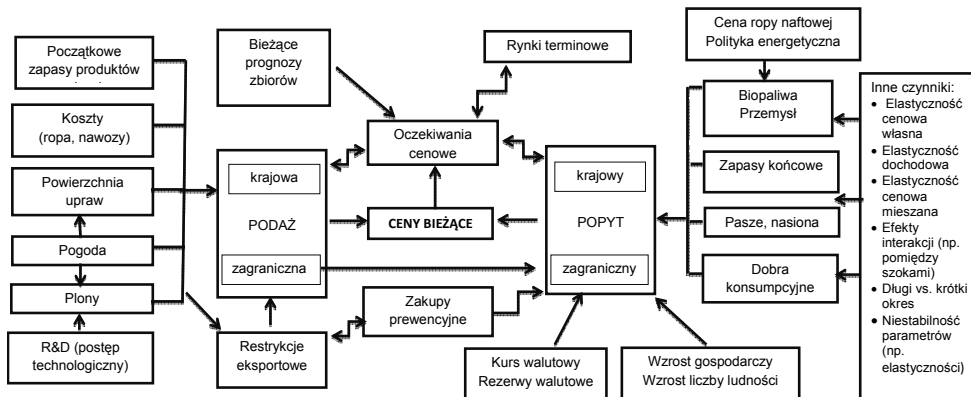 Początkowe
zapasy produktów
Koszty
(ropa, nawozy)
Powierzchnia
upraw
Pogoda
Plony
R&D (postęp
technologiczny)
Bieżące
prognozy
zbiorów
krajowa
PODAŻ
zagraniczna
Restrykcje
eksportowe
Rynki terminowe
Oczekiwania
cenowe
CENY BIEŻĄCE
Zakupy
prewencyjne
krajowy
POPYT
zagraniczny
Kurs walutowy
Rezerwy walutowe
Wzrost gospodarczy
Wzrost liczby ludności
Cena ropy naftowej
Polityka energetyczna
Biopaliwa
Przemysł
Zapasy końcowe
Pasze, nasiona
Dobra
konsumpcyjne
Inne czynniki:
• Elastyczność
cenowa
własna
• Elastyczność
dochodowa
• Elastyczność
cenowa
mieszana
• Efekty
interakcji (np.
pomiędzy
szokami)
• Długi vs. krótki
okres
• Niestabilność
parametrów
(np.
elastyczności)